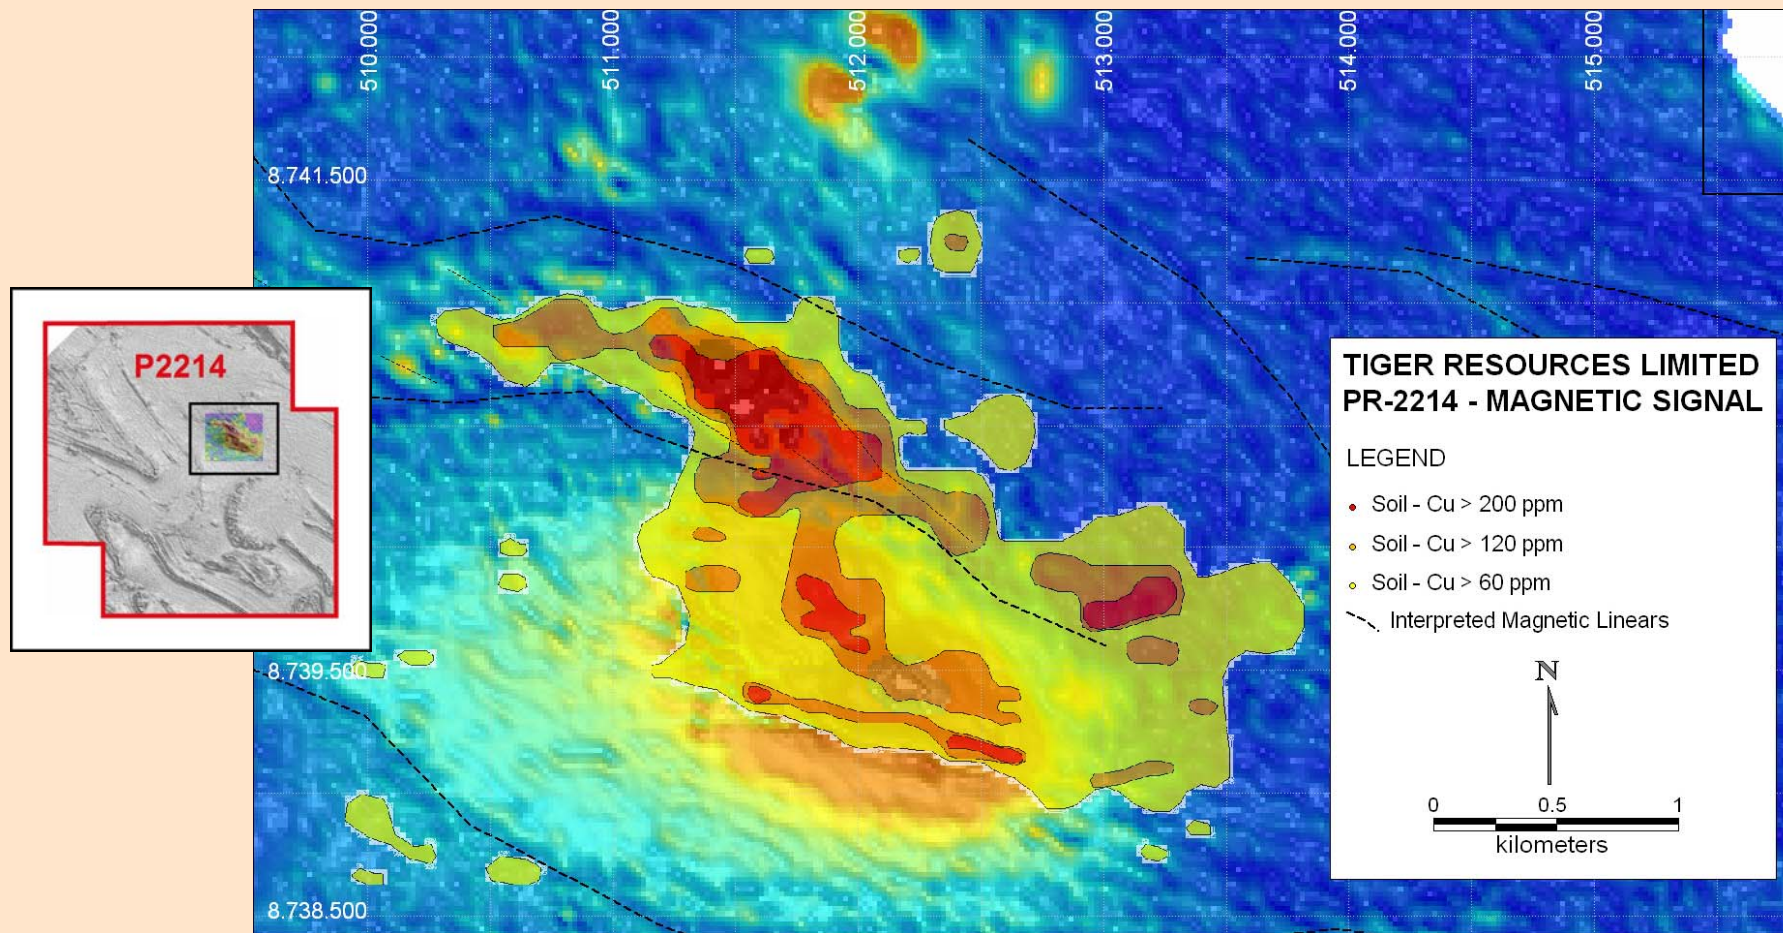 510.000
511.000
512.000
513.000
514.000
515.000
8.741.500
P2214
TIGER RESOURCES LIMITED
PR-2214 - MAGNETIC SIGNAL
LEGEND
Soil - Cu > 200 ppm
Soil - Cu > 120 ppm
Soil - Cu > 60 ppm
Interpreted Magnetic Linears
8.739.500
N
0 0.5 1
kilometers
8.738.500